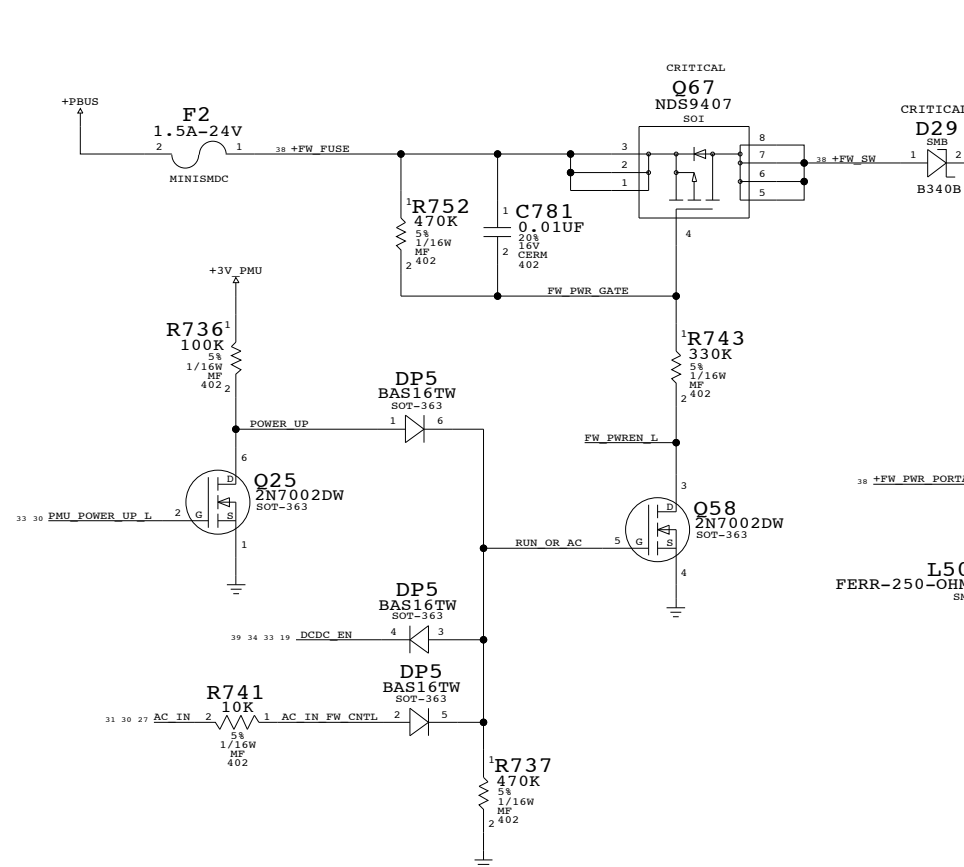 CRITICAL
Q67
NDS9407
SOI
+PBUS
F2
1.5A-24V
2 1
MINISMDC
38 +FW_FUSE
3
2
1
8
7
6
5
4
38 +FW_SW
CRITICAL
D29
SMB
1 2
B340B
1
R752
470K
5%
1/16W
MF
402
2
1
C781
0.01UF
20%
16V
CERM
402
2
FW_PWR_GATE
+3V_PMU
1
R736
100K
5%
1/16W
MF
402
2
1
R743
330K
5%
1/16W
MF
402
2
DP5
BAS16TW
SOT-363
POWER_UP
1 6
FW_PWREN_L
6
D
Q25
2N7002DW
SOT-363
33 30 PMU_POWER_UP_L 2 G
S
1
3
D
Q58
2N7002DW
SOT-363
RUN_OR_AC 5 G
S
4
38 +FW_PWR_PORTA
L50
FERR-250-OHM
SM
DP5
BAS16TW
SOT-363
39 34 33 19 DCDC_EN 4 3
DP5
BAS16TW
SOT-363
R741
10K
31 30 27 AC_IN 2 1 AC_IN_FW_CNTL 2 5
5%
1/16W
MF
402
1
R737
470K
5%
1/16W
MF
402
2